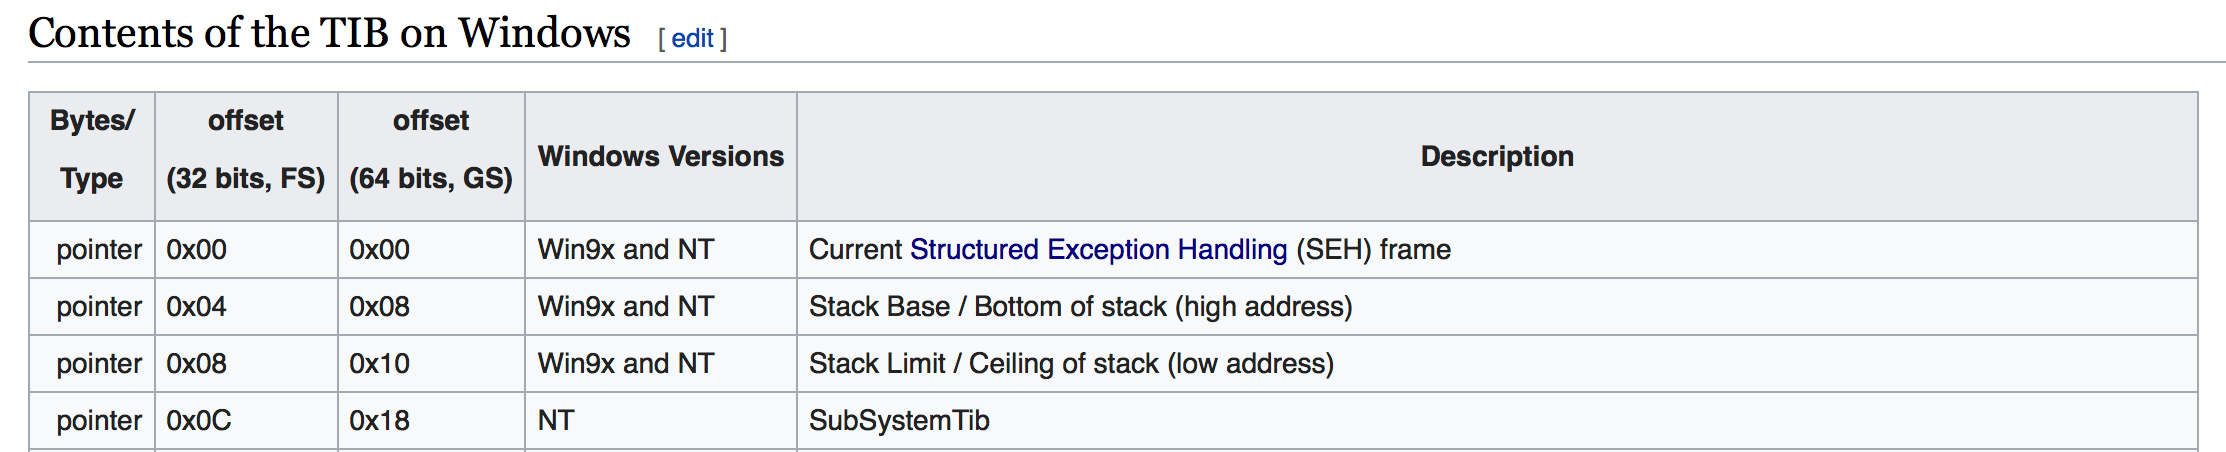 Contents of the TIB on Windows [ edit ]
Bytes/ Type offset (32 bits, FS) offset (64 bits, GS) Windows Versions Description
pointer 0x00 0x00 Win9x and NT Current Structured Exception Handling (SEH) frame
pointer 0x04 0x08 Win9x and NT Stack Base / Bottom of stack (high address)
pointer 0x08 0x10 Win9x and NT Stack Limit / Ceiling of stack (low address)
pointer 0x0C 0x18 NT SubSystemTib